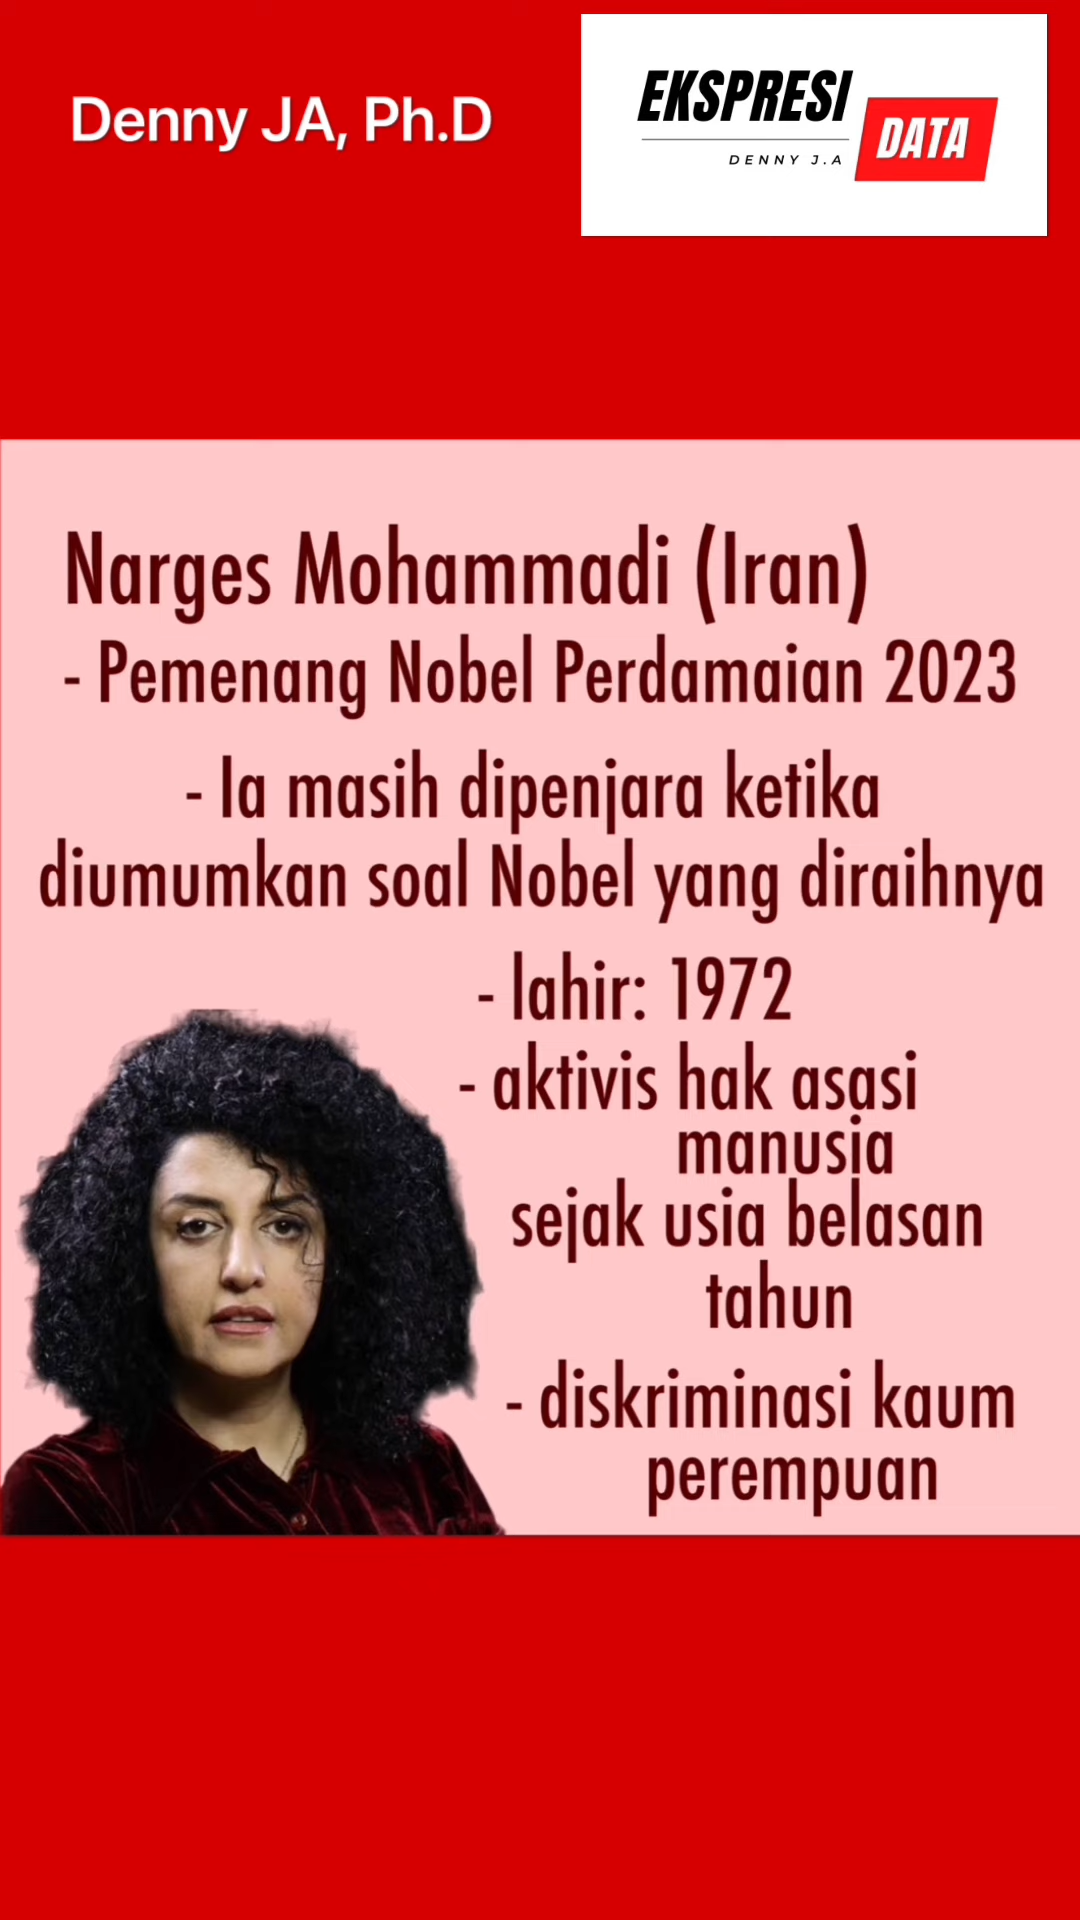 Denny JA, Ph.D
EKSPRESI
DATA
DENNY J.A
Narges Mohammadi (Iran)
- Pemenang Nobel Perdamaian 2023
- Ia masih dipenjara ketika
diumumkan soal Nobel yang diraihnya
- lahir: 1972
- aktivis hak asasi
manusia
sejak usia belasan
tahun
- diskriminasi kaum
perempuan